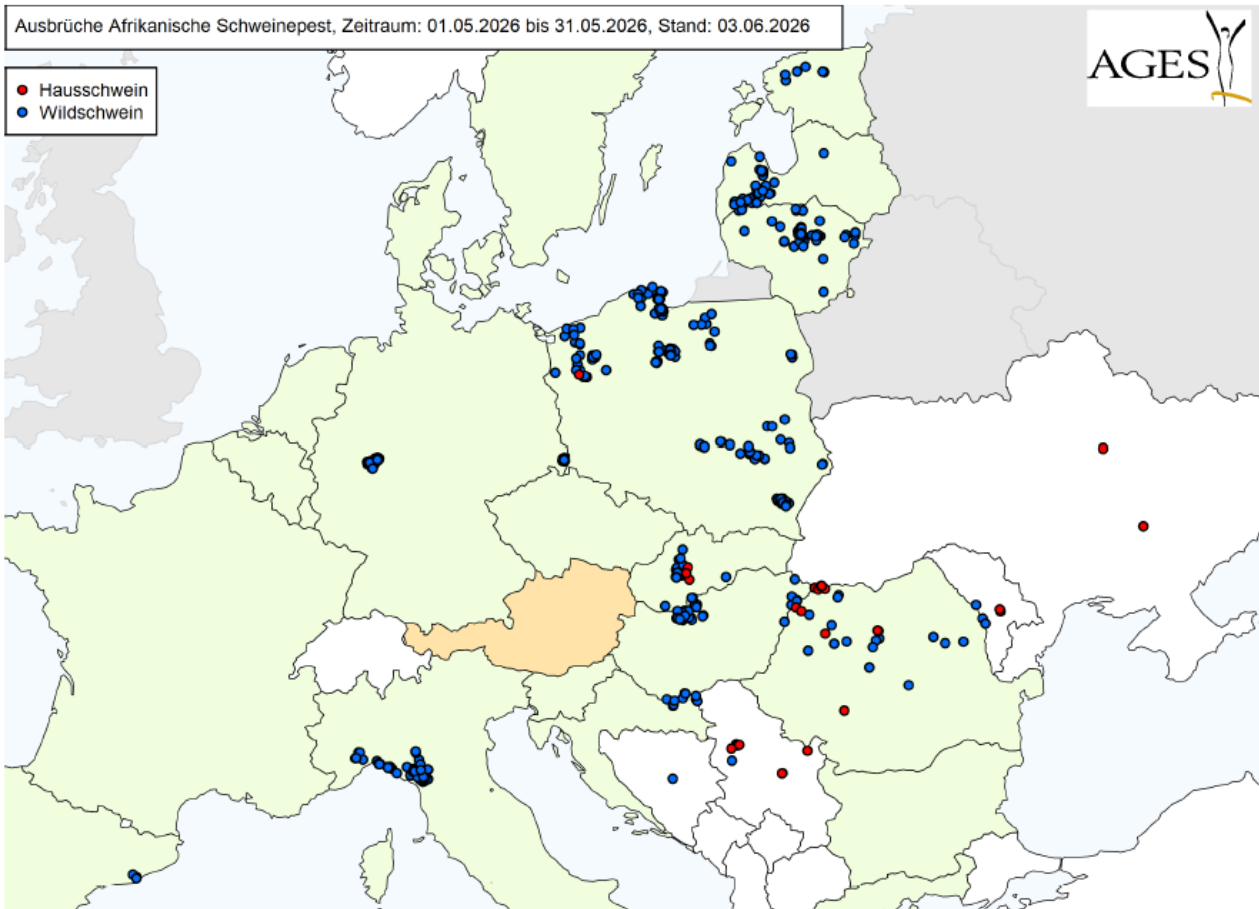 Ausbrüche Afrikanische Schweinepest, Zeitraum: 01.05.2026 bis 31.05.2026, Stand: 03.06.2026
AGES
Hausschwein
Wildschwein